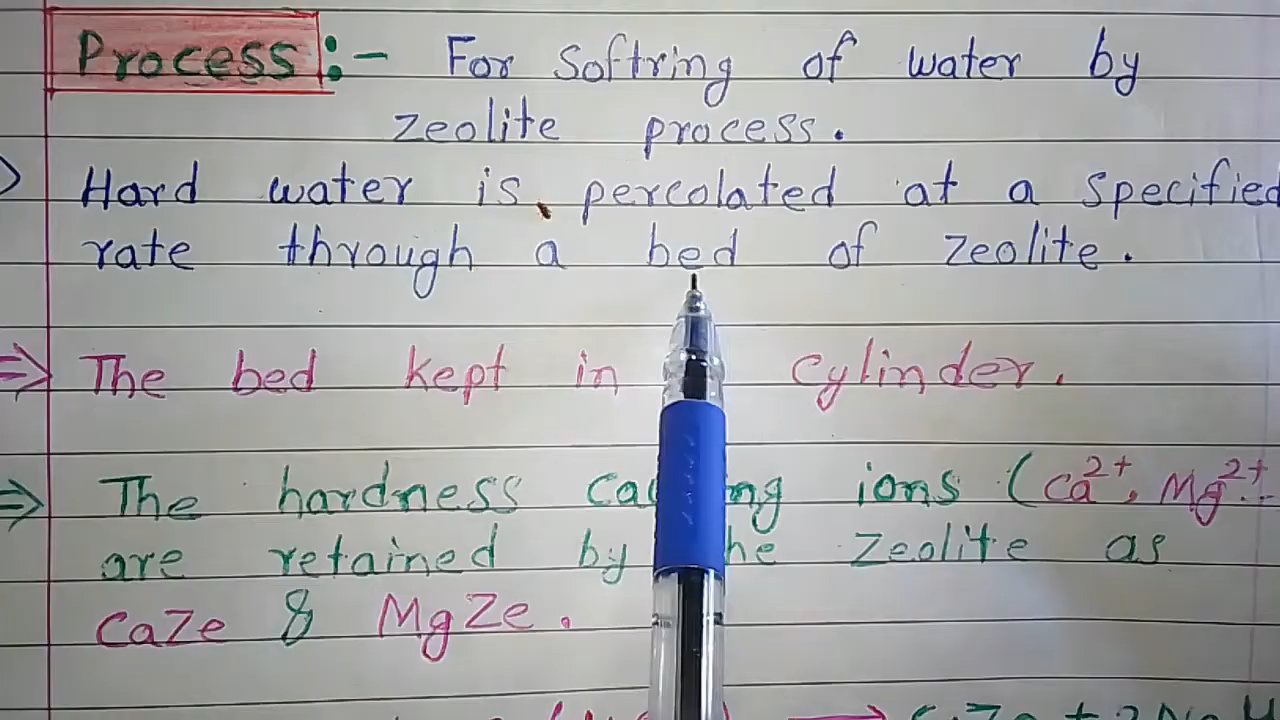 Process :- For Softring of water by
zeolite process.
Hard water is percolated at a specified
rate through a bed of zeolite.
⇒ The bed kept in cylinder.
⇒ The hardness ions (Ca²⁺, Mg²⁺
are retained by zeolite as
CaZe & MgZe.